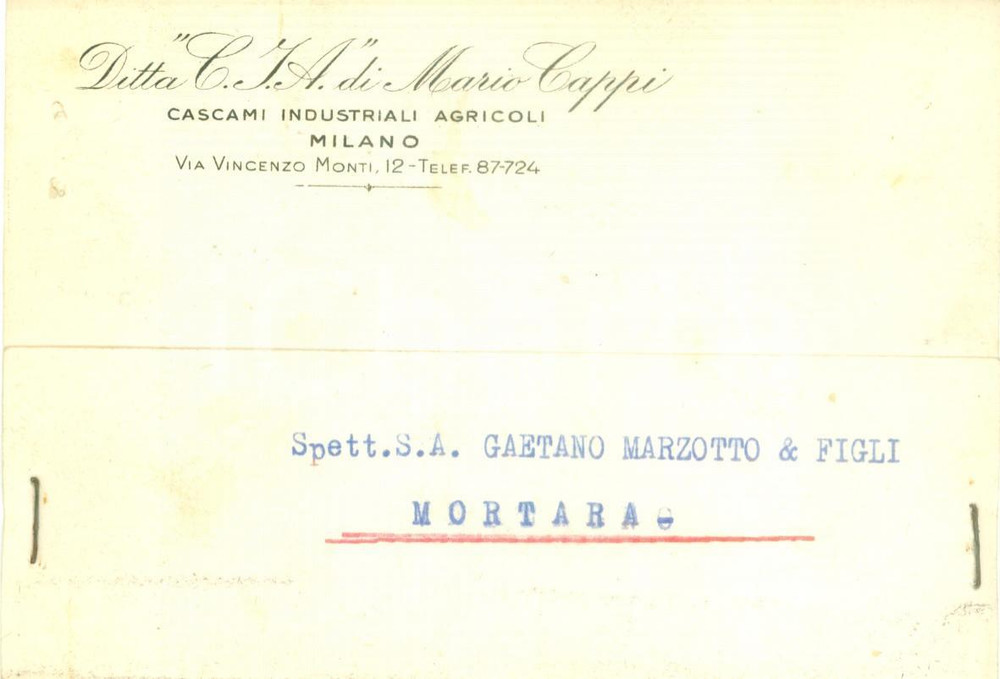 Ditta "C.I.A." di Mario Cappi
CASCAMI INDUSTRIALI AGRICOLI
MILANO
VIA VINCENZO MONTI, 12 - TELEF. 87-724
Spett.S.A. GAETANO MARZOTTO & FIGLI
MORTARA